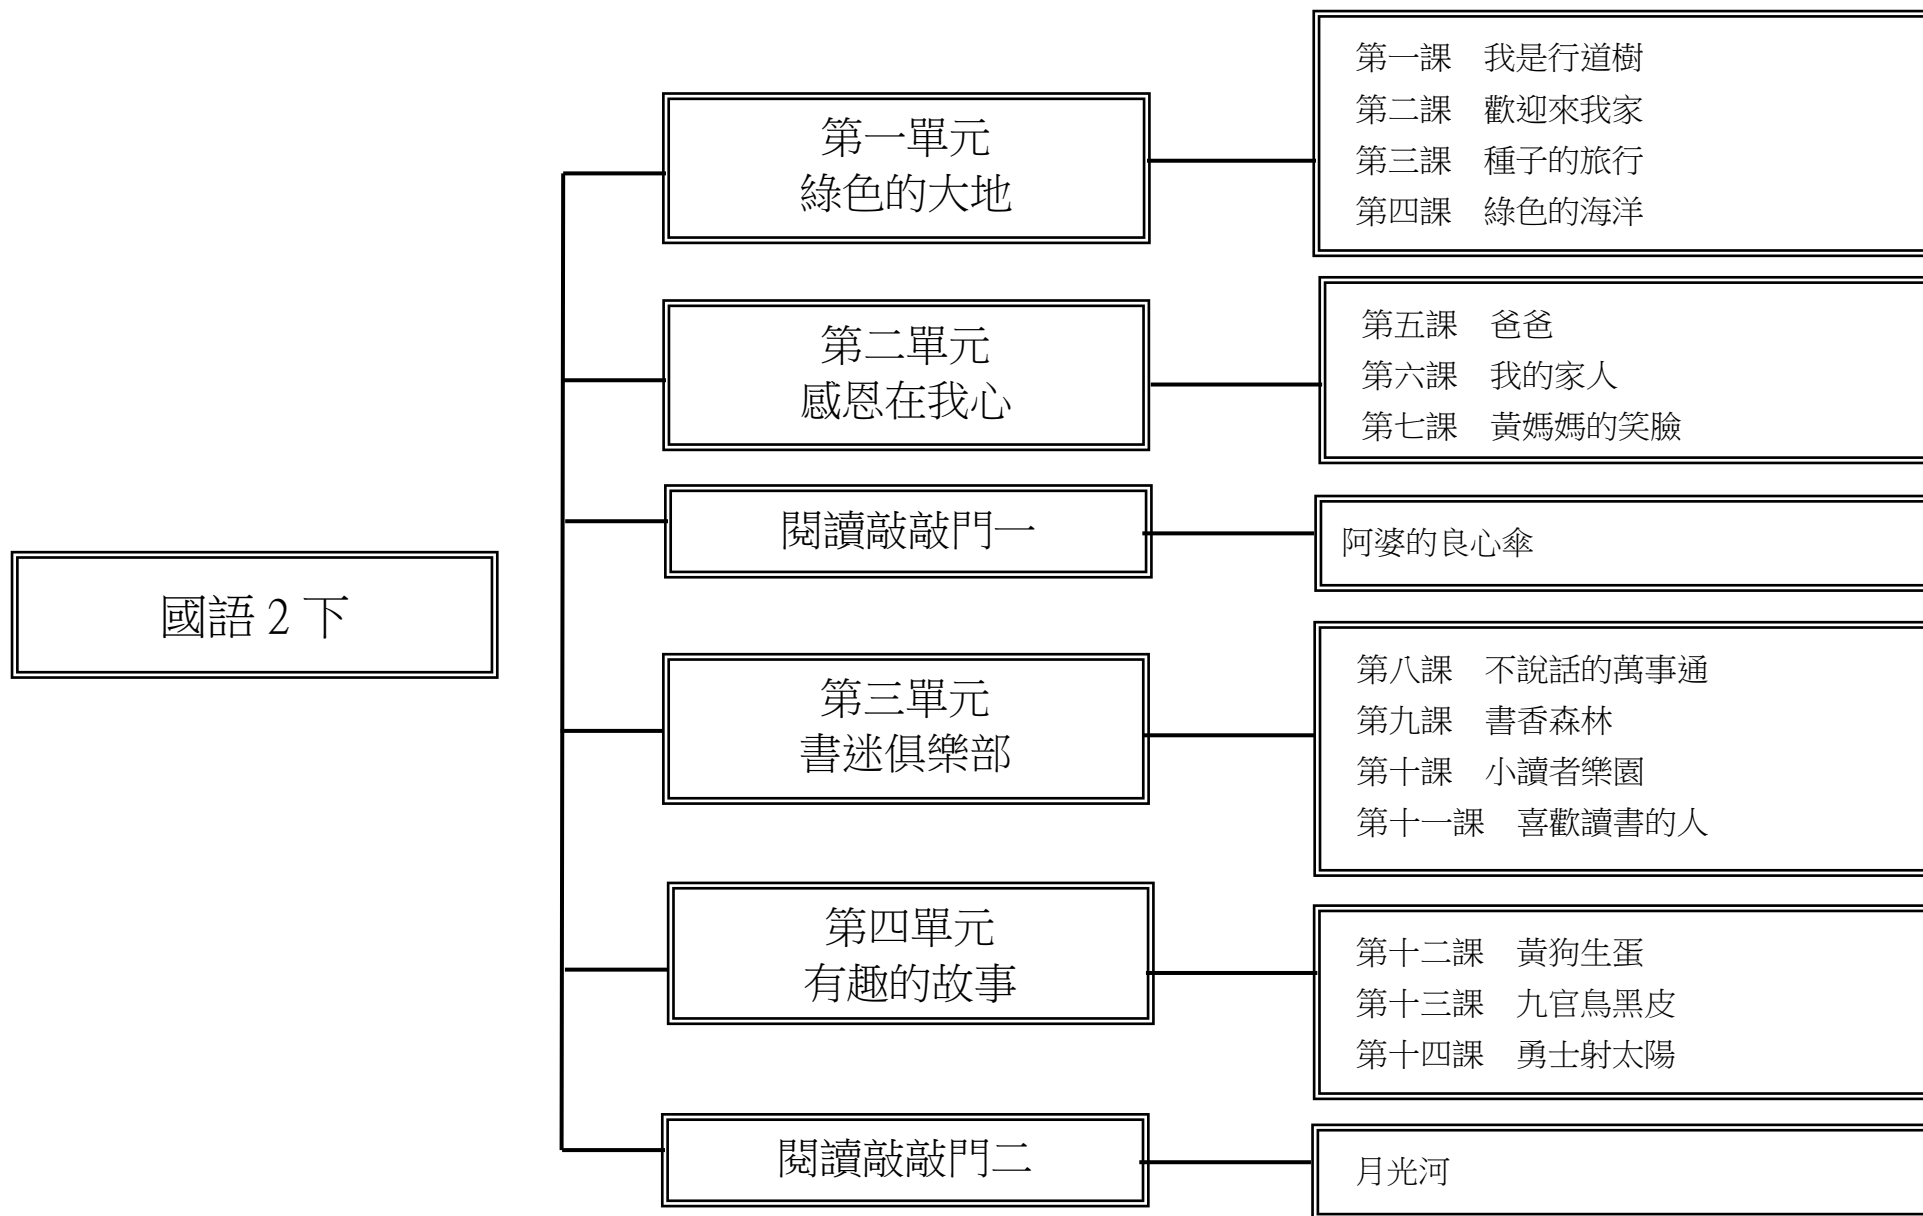 國語 2 下
第一單元
綠色的大地
第一課　我是行道樹
第二課　歡迎來我家
第三課　種子的旅行
第四課　綠色的海洋
第二單元
感恩在我心
第五課　爸爸
第六課　我的家人
第七課　黃媽媽的笑臉
閱讀敲敲門一
阿婆的良心傘
第三單元
書迷俱樂部
第八課　不說話的萬事通
第九課　書香森林
第十課　小讀者樂園
第十一課　喜歡讀書的人
第四單元
有趣的故事
第十二課　黃狗生蛋
第十三課　九官鳥黑皮
第十四課　勇士射太陽
閱讀敲敲門二
月光河